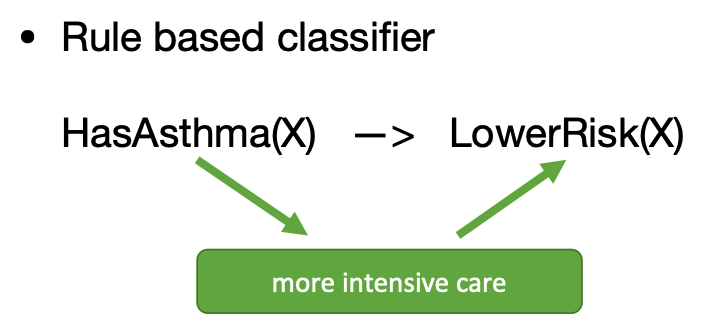 • Rule based classifier
HasAsthma(X) —> LowerRisk(X)
more intensive care